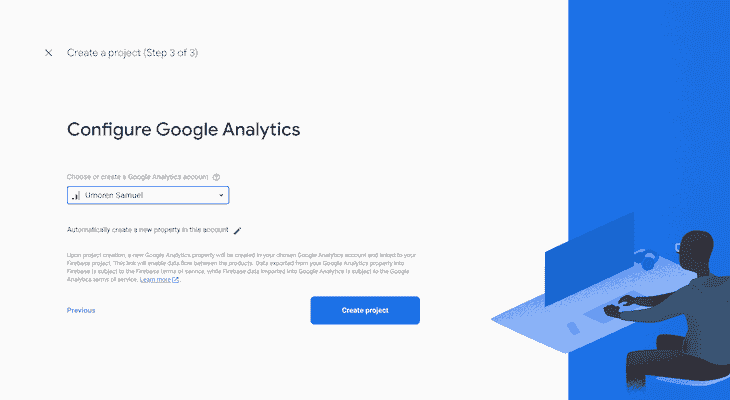 Create a project (Step 3 of 3)
Configure Google Analytics
Choose or create a Google Analytics account
Umoren Samuel
Automatically create a new property in this account
Upon project creation, a new Google Analytics property will be created in your chosen Google Analytics account and linked to your
Firebase project. This link will enable data flow between the products. Data exported from your Google Analytics property into
Firebase is subject to the Firebase terms of service, while Firebase data imported into Google Analytics is subject to the Google
Analytics terms of service. Learn more
Previous
Create project